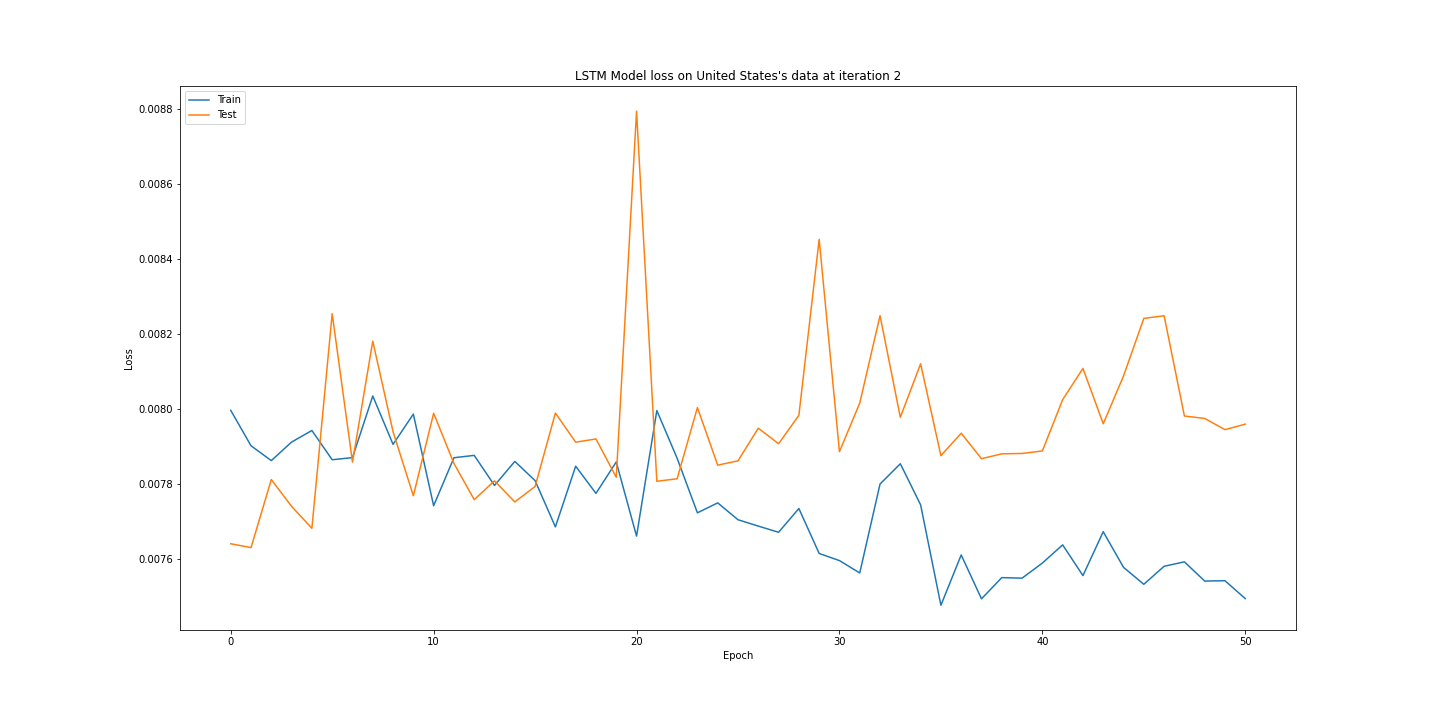 LSTM Model loss on United States's data at iteration 2
Train
Test
0.0088
0.0086
0.0084
0.0082
0.0080
0.0078
0.0076
Loss
0 10 20 30 40 50
Epoch